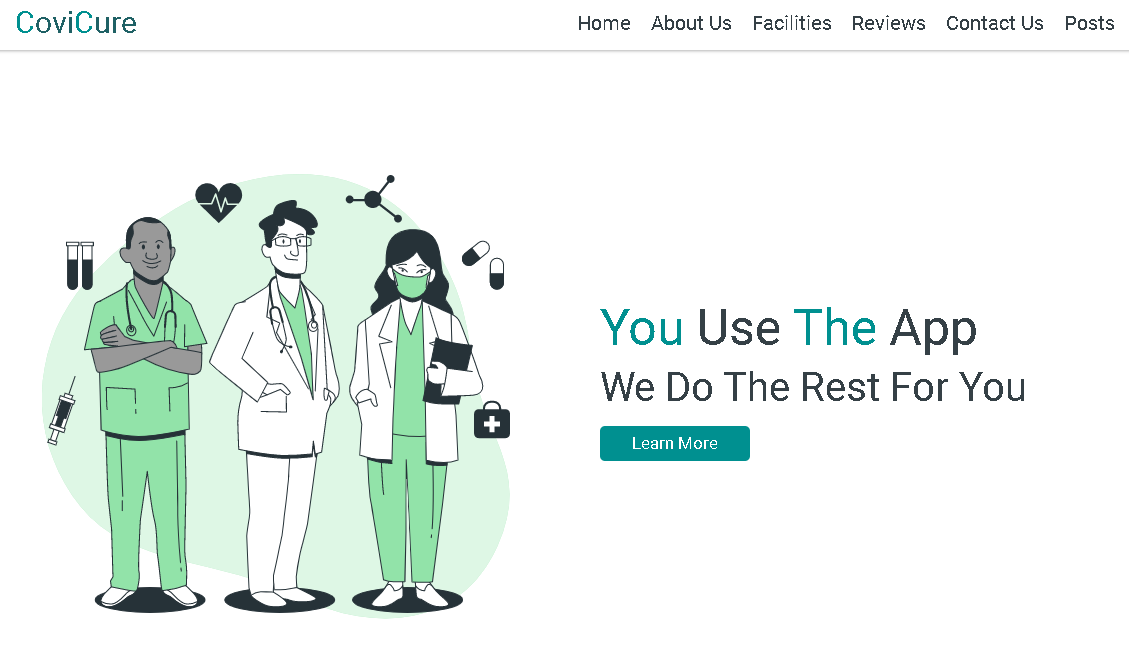 CoviCure
Home About Us Facilities Reviews Contact Us Posts
You Use The App
We Do The Rest For You
Learn More